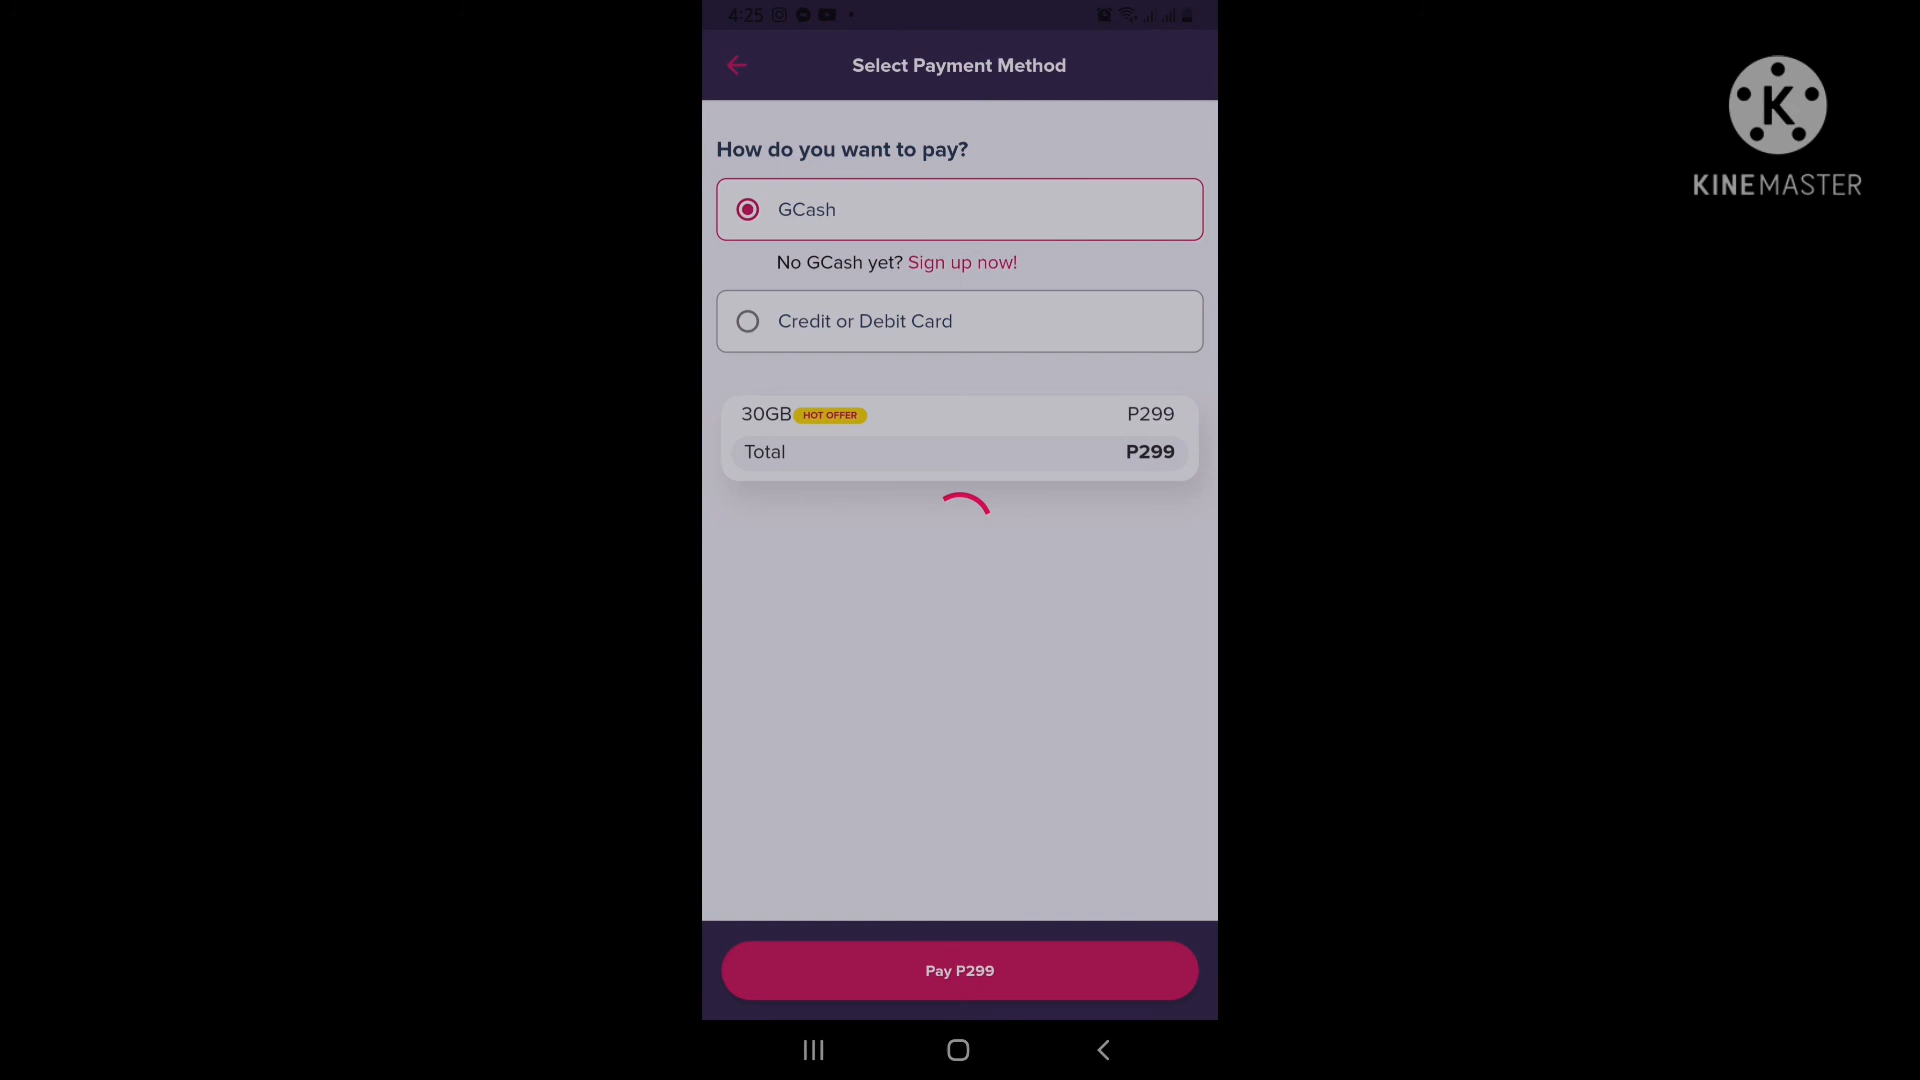 4:25
Select Payment Method
K
KINEMASTER
How do you want to pay?
GCash
No GCash yet? Sign up now!
Credit or Debit Card
30GB HOT OFFER P299
Total P299
Pay P299